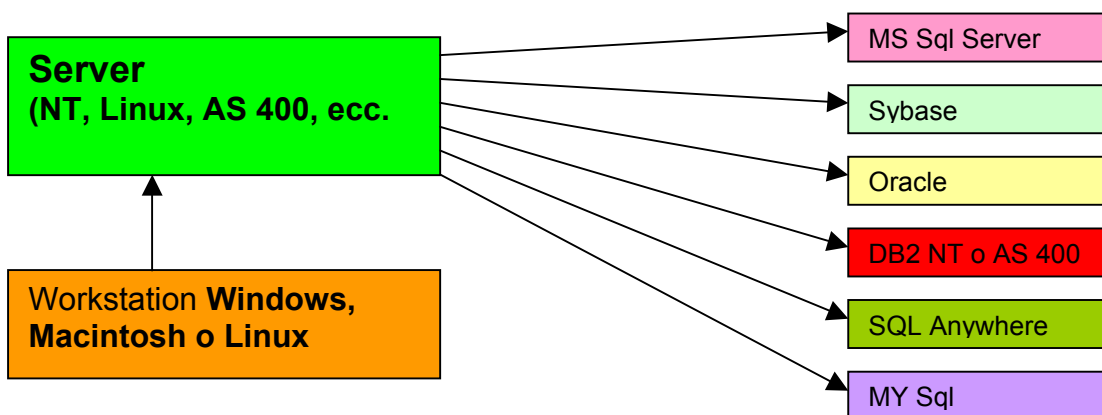 Server
(NT, Linux, AS 400, ecc.
Workstation Windows,
Macintosh o Linux
MS Sql Server
Sybase
Oracle
DB2 NT o AS 400
SQL Anywhere
MY Sql